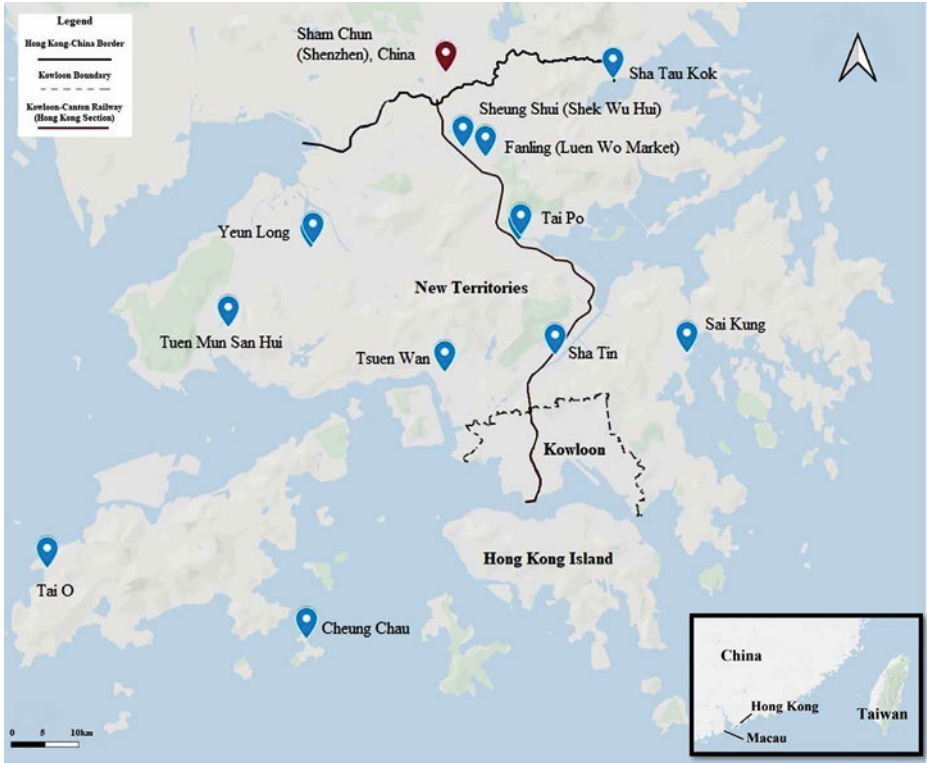 Legend
Hong Kong-China Border
Kowloon Boundary
Kowloon-Canton Railway
(Hong Kong Section)
Sham Chun
(Shenzhen), China
Sha Tau Kok
Sheung Shui (Shek Wu Hui)
Fanling (Luen Wo Market)
Tai Po
Yeun Long
New Territories
Tuen Mun San Hui
Tsuen Wan
Sha Tin
Sai Kung
Kowloon
Hong Kong Island
Tai O
Cheung Chau
China
Hong Kong
Taiwan
Macau
0 5 10km